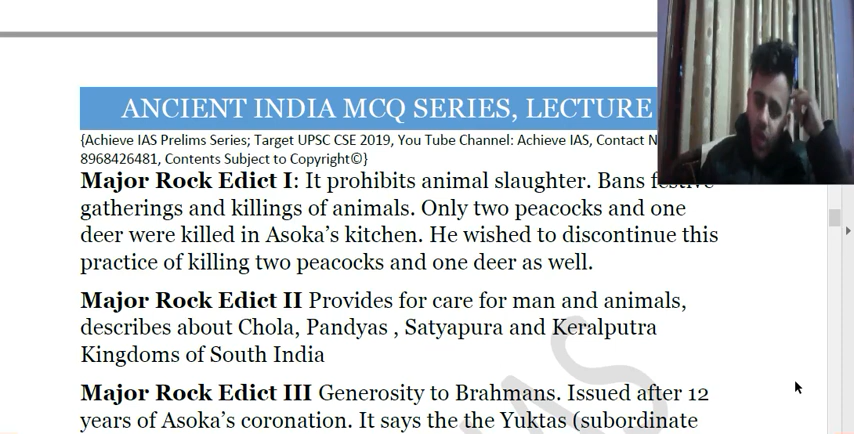 ANCIENT INDIA MCQ SERIES, LECTURE
{Achieve IAS Prelims Series; Target UPSC CSE 2019, You Tube Channel: Achieve IAS, Contact N
8968426481, Contents Subject to Copyright©}
Major Rock Edict I: It prohibits animal slaughter. Bans festive
gatherings and killings of animals. Only two peacocks and one
deer were killed in Asoka's kitchen. He wished to discontinue this
practice of killing two peacocks and one deer as well.
Major Rock Edict II Provides for care for man and animals,
describes about Chola, Pandyas , Satyapura and Keralputra
Kingdoms of South India
Major Rock Edict III Generosity to Brahmans. Issued after 12
years of Asoka's coronation. It says the the Yuktas (subordinate